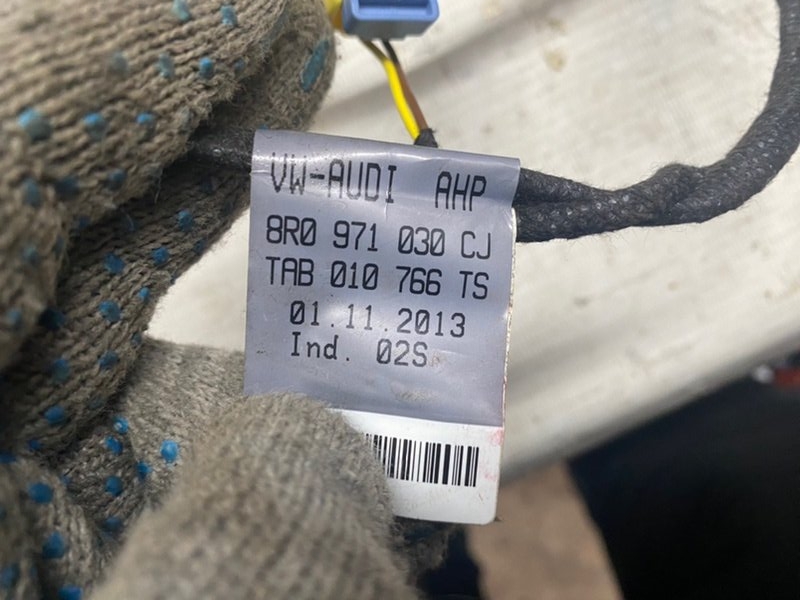 VW-AUDI AHP
8R0 971 030 CJ
TAB 010 766 TS
01.11.2013
Ind. 02S